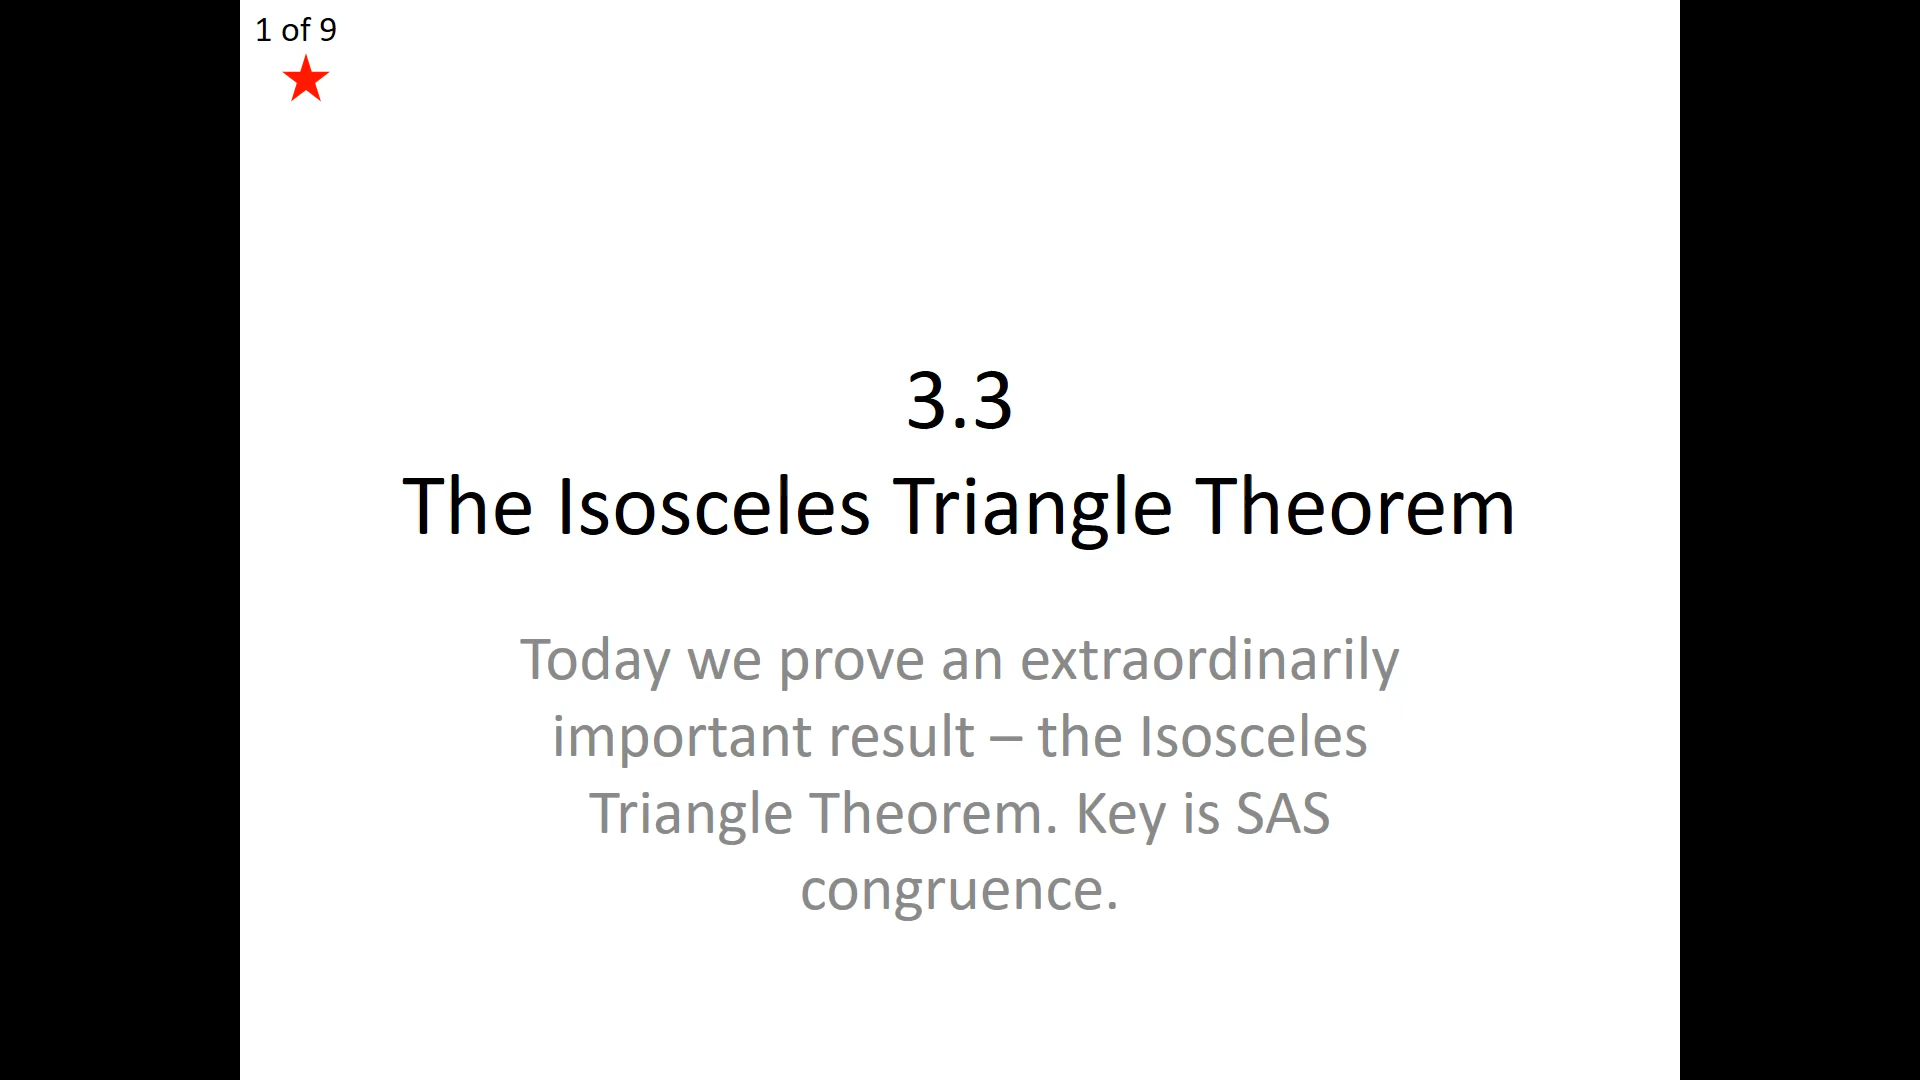 1 of 9
3.3
The Isosceles Triangle Theorem
Today we prove an extraordinarily
important result – the Isosceles
Triangle Theorem. Key is SAS
congruence.